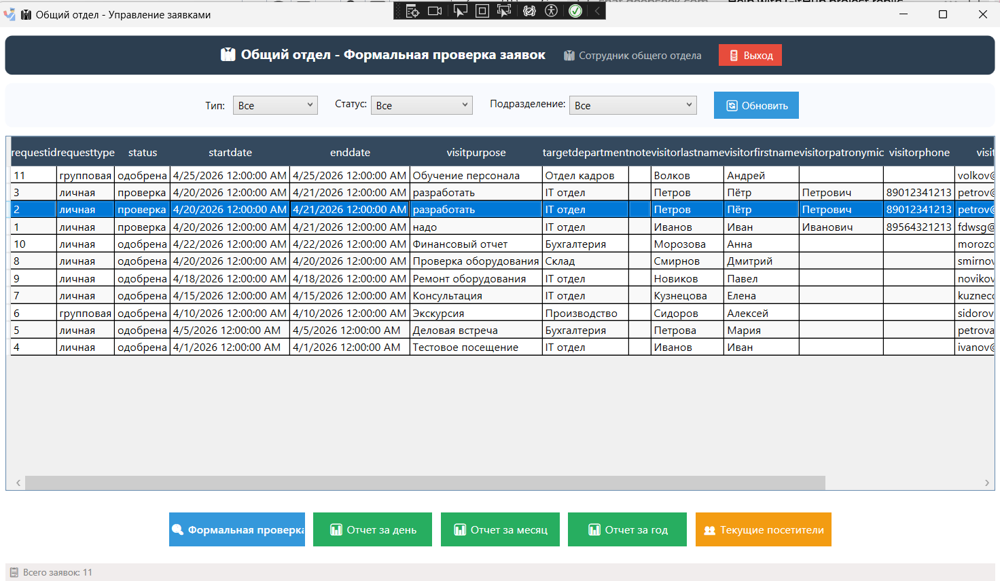 Общий отдел - Управление заявками
Общий отдел - Формальная проверка заявок
Сотрудник общего отдела
Выход
Тип: Все Статус: Все Подразделение: Все Обновить
requestid requesttype status startdate enddate visitpurpose targetdepartment note visitorlastname visitorfirstname visitorpatronymic visitorphone
11 групповая одобрена 4/25/2026 12:00:00 AM 4/25/2026 12:00:00 AM Обучение персонала Отдел кадров Волков Андрей volkov@
3 личная проверка 4/20/2026 12:00:00 AM 4/21/2026 12:00:00 AM разработать IT отдел Петров Пётр Петрович 89012341213 petrov@
2 личная проверка 4/20/2026 12:00:00 AM 4/21/2026 12:00:00 AM разработать IT отдел Петров Пётр Петрович 89012341213 petrov@
1 личная проверка 4/20/2026 12:00:00 AM 4/21/2026 12:00:00 AM надо IT отдел Иванов Иван Иванович 89564321213 fdwsg@
10 личная одобрена 4/22/2026 12:00:00 AM 4/22/2026 12:00:00 AM Финансовый отчет Бухгалтерия Морозова Анна morozo
8 личная одобрена 4/20/2026 12:00:00 AM 4/20/2026 12:00:00 AM Проверка оборудования Склад Смирнов Дмитрий smirnov
9 личная одобрена 4/18/2026 12:00:00 AM 4/18/2026 12:00:00 AM Ремонт оборудования IT отдел Новиков Павел novikov
7 личная одобрена 4/15/2026 12:00:00 AM 4/15/2026 12:00:00 AM Консультация IT отдел Кузнецова Елена kuznec
6 групповая одобрена 4/10/2026 12:00:00 AM 4/10/2026 12:00:00 AM Экскурсия Производство Сидоров Алексей sidorov
5 личная одобрена 4/5/2026 12:00:00 AM 4/5/2026 12:00:00 AM Деловая встреча Бухгалтерия Петрова Мария petrova
4 личная одобрена 4/1/2026 12:00:00 AM 4/1/2026 12:00:00 AM Тестовое посещение IT отдел Иванов Иван ivanov@
Формальная проверка Отчет за день Отчет за месяц Отчет за год Текущие посетители
Всего заявок: 11